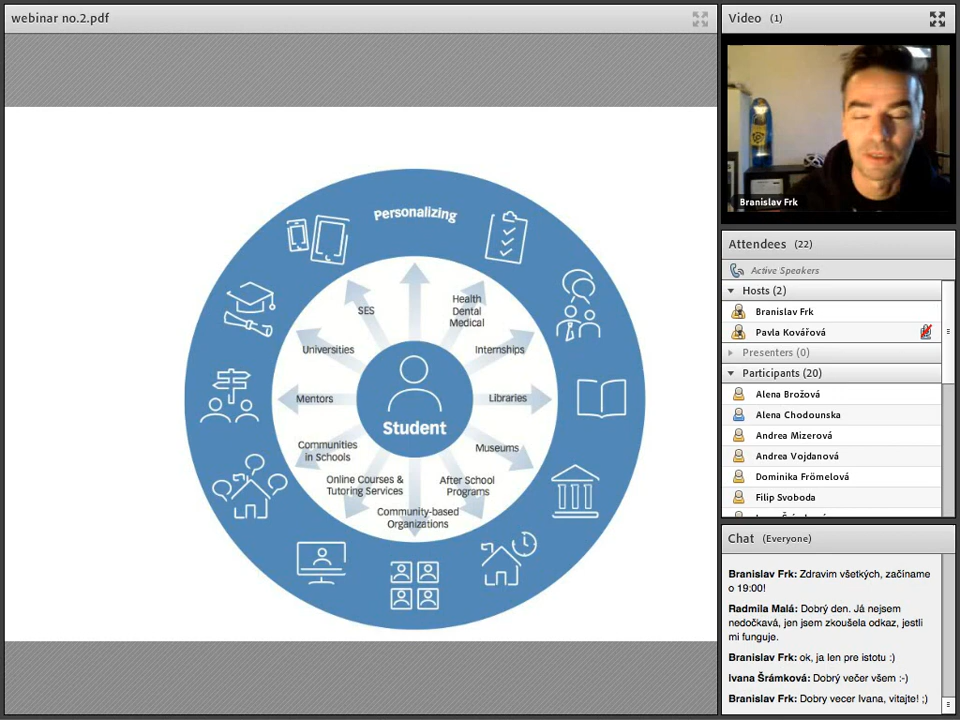 webinar no.2.pdf
Personalizing
SES
Health
Dental
Medical
Universities
Internships
Mentors
Libraries
Student
Communities
in Schools
Museums
Online Courses &
Tutoring Services
After School
Programs
Community-based
Organizations
Video (1)
Branislav Frk
Attendees (22)
Active Speakers
Hosts (2)
Branislav Frk
Pavla Kovářová
Presenters (0)
Participants (20)
Alena Brožová
Alena Chodounska
Andrea Mizerová
Andrea Vojdanová
Dominika Frömelová
Filip Svoboda
Chat (Everyone)
Branislav Frk: Zdravim všetkých, začíname
o 19:00!
Radmila Malá: Dobrý den. Já nejsem
nedočkavá, jen jsem zkoušela odkaz, jestli
mi funguje.
Branislav Frk: ok, ja len pre istotu :)
Ivana Šrámková: Dobrý večer všem :-)
Branislav Frk: Dobry vecer Ivana, vitajte! ;)